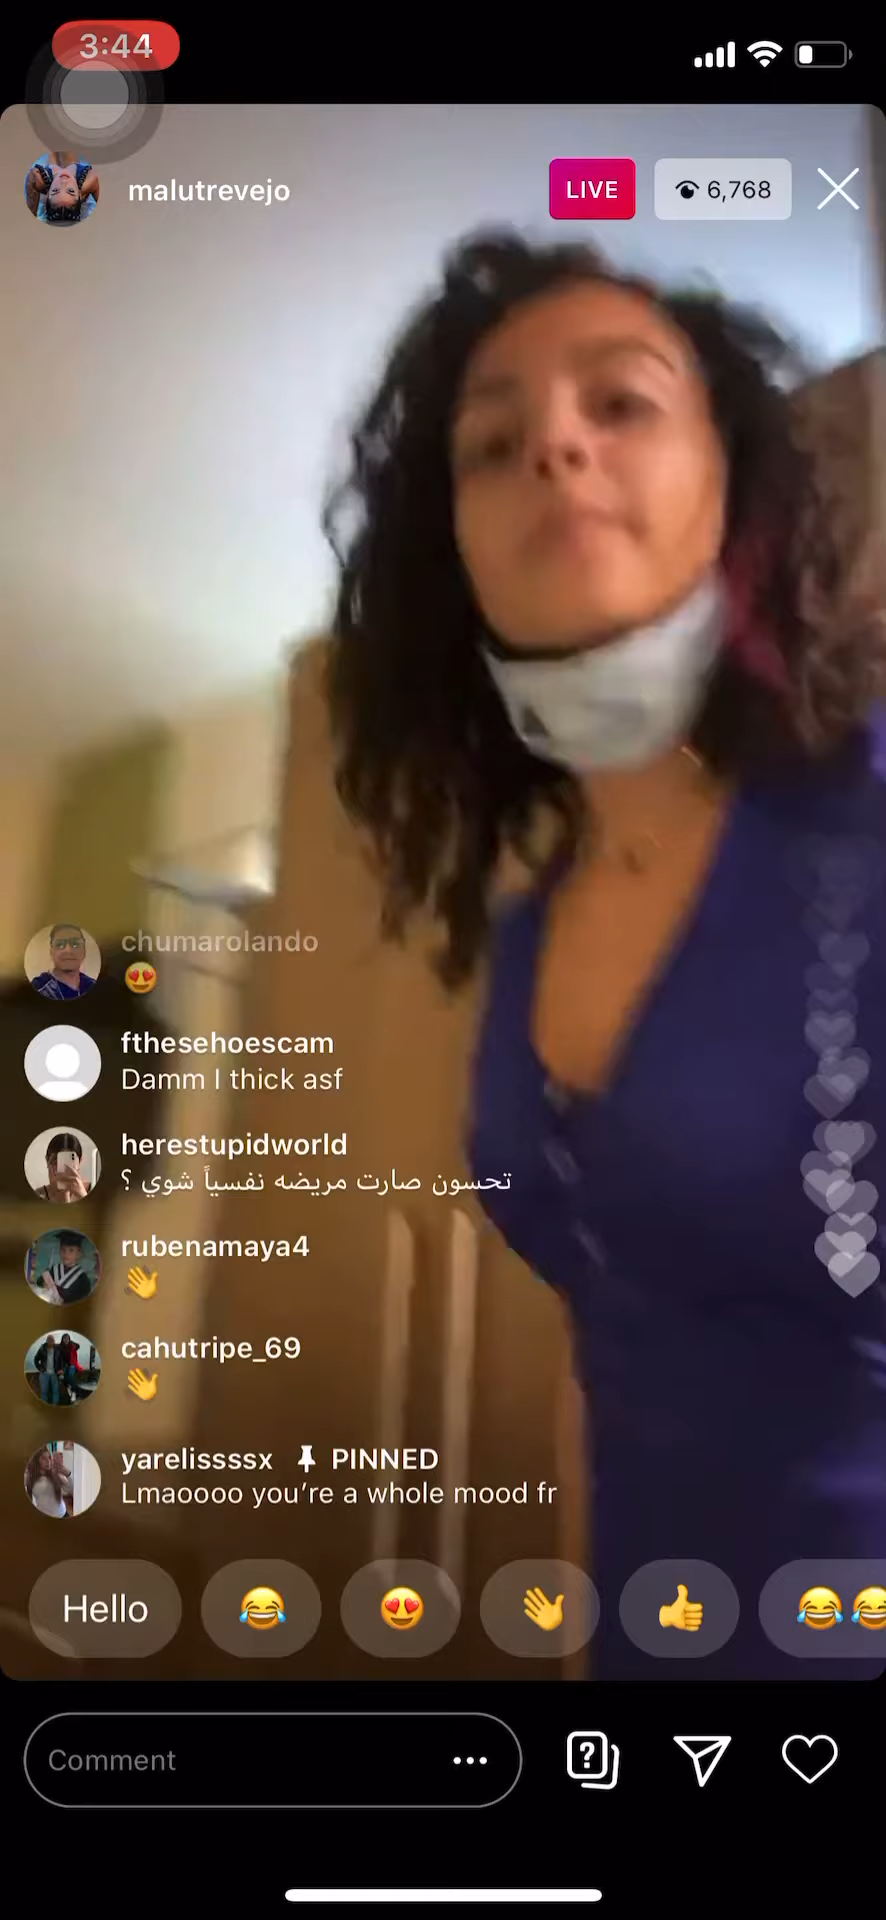 3:44
malutrevejo
LIVE
6,768
chumarolando
😍
fthesehoescam
Damm I thick asf
herestupidworld
تحسون صارت مريضه نفسياً شوي ؟
rubenamaya4
👋
cahutripe_69
👋
yarelissssx PINNED
Lmaoooo you're a whole mood fr
Hello 😂 😍 👋 👍 😂😂
Comment